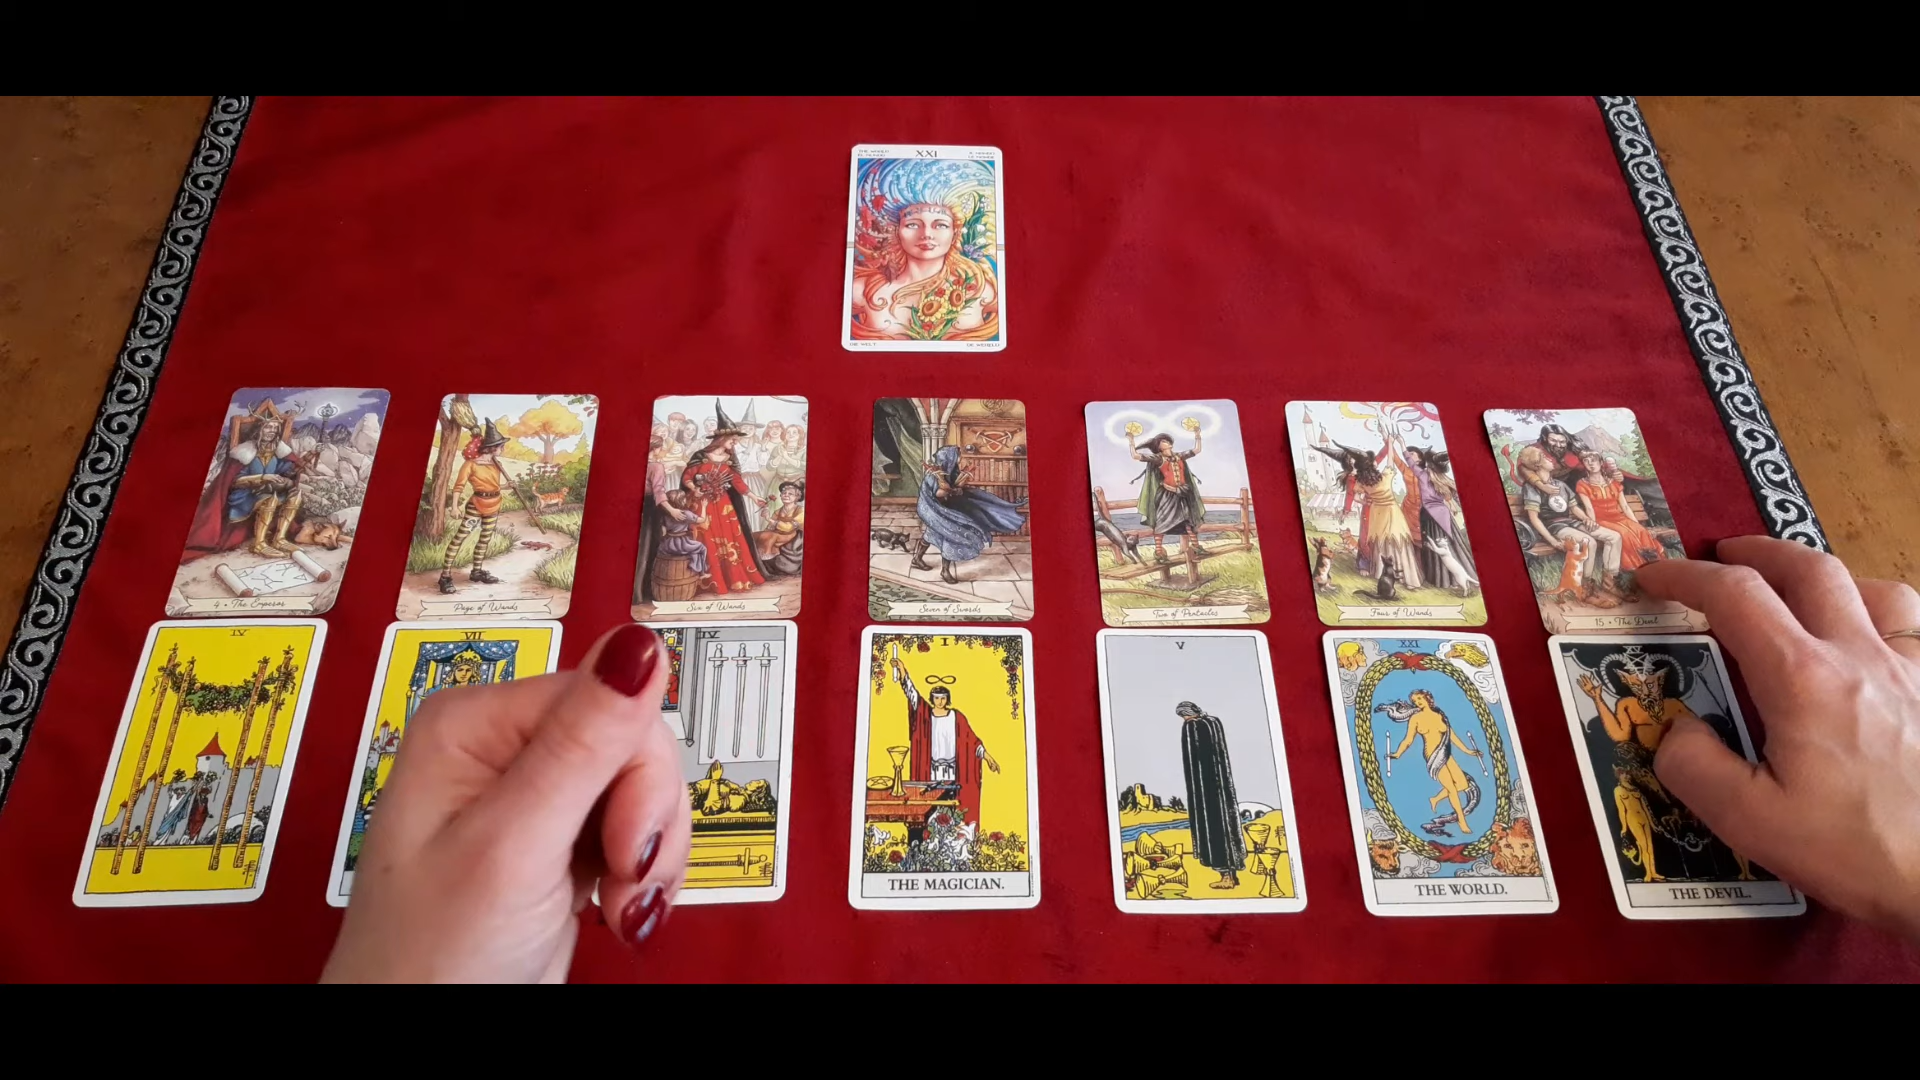 XXI
4 • The Emperor
Page of Wands
Six of Wands
Seven of Swords
Two of Pentacles
Four of Wands
15 • The Devil
IV
VII
IV
I
THE MAGICIAN.
V
XXI
THE WORLD.
XV
THE DEVIL.